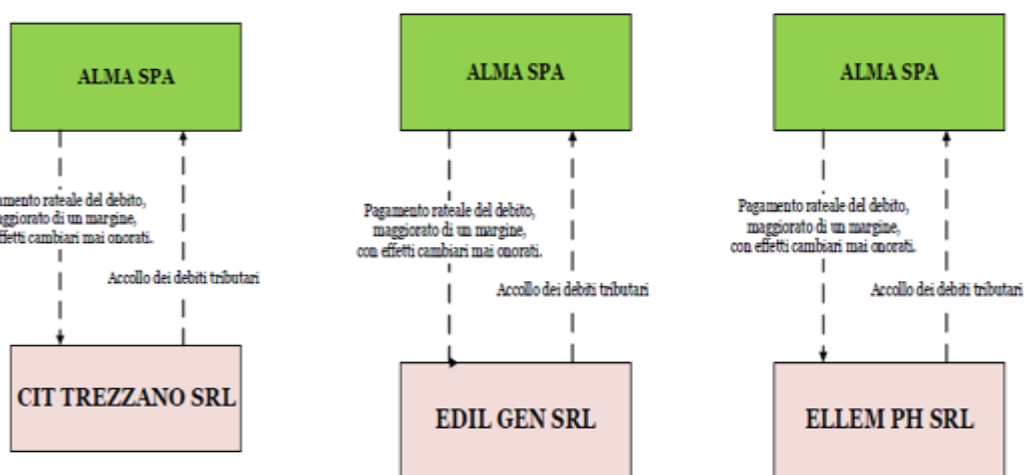 ALMA SPA
rateale del debito,
di un margine,
cambiari mai onorati.
Accollo dei debiti tributari
CIT TREZZANO SRL
ALMA SPA
Pagamento rateale del debito,
maggiorato di un margine,
con effetti cambiari mai onorati.
Accollo dei debiti tributari
EDIL GEN SRL
ALMA SPA
Pagamento rateale del debito,
maggiorato di un margine,
con effetti cambiari mai onorati.
Accollo dei debiti tributari
ELLEM PH SRL